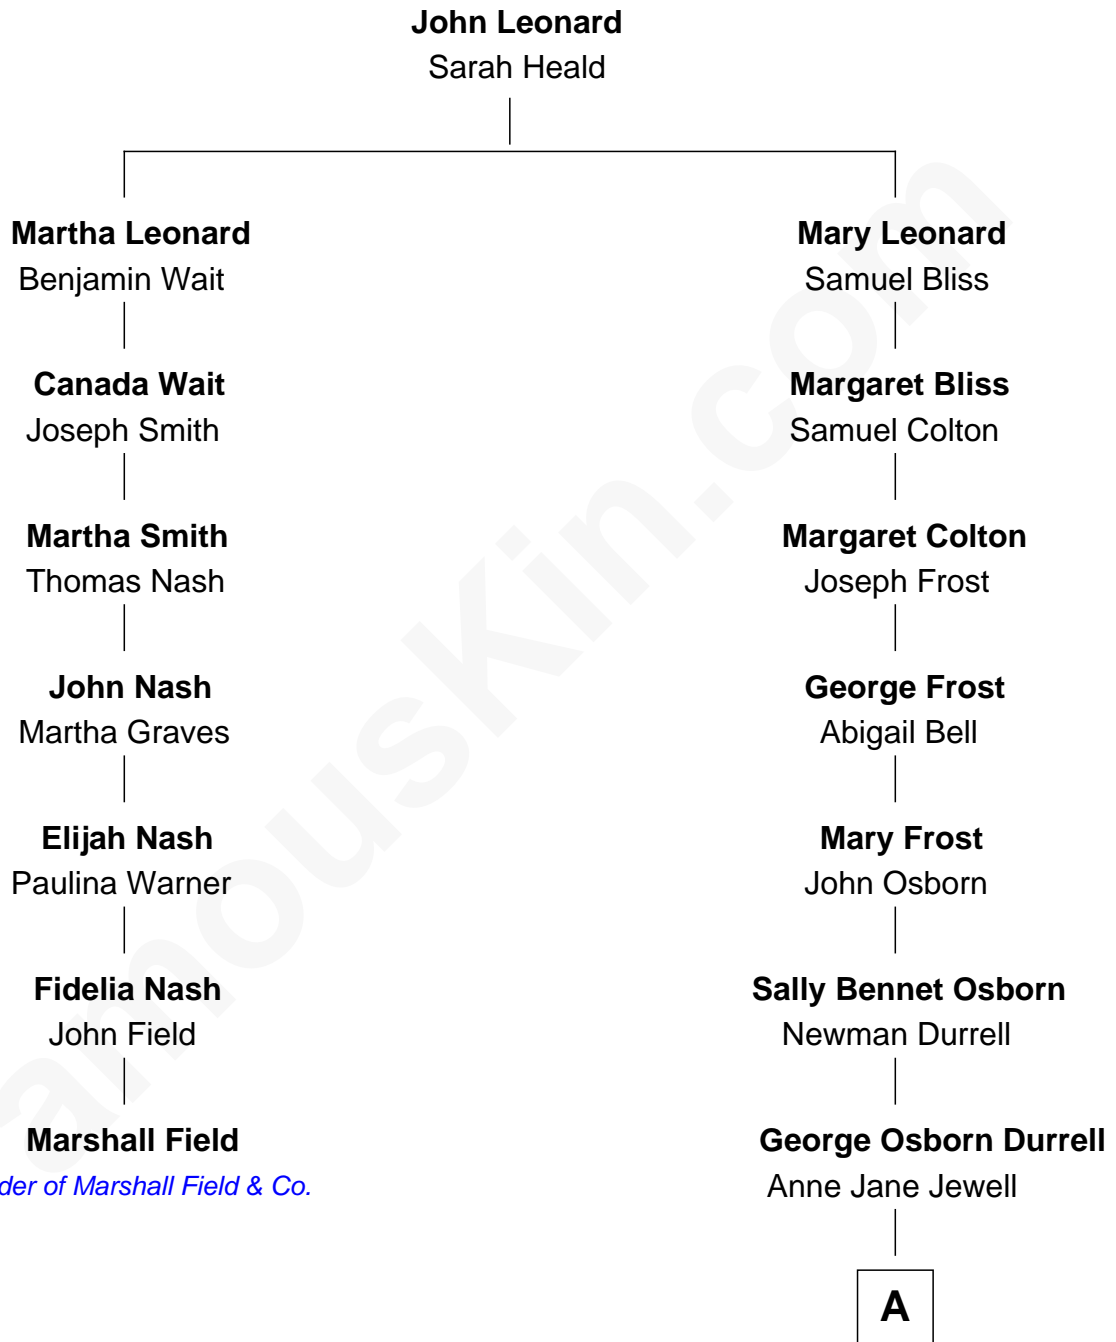 John Leonard
Sarah Heald
Martha Leonard
Benjamin Wait
Mary Leonard
Samuel Bliss
Canada Wait
Joseph Smith
Margaret Bliss
Samuel Colton
Martha Smith
Thomas Nash
Margaret Colton
Joseph Frost
John Nash
Martha Graves
George Frost
Abigail Bell
Elijah Nash
Paulina Warner
Mary Frost
John Osborn
Fidelia Nash
John Field
Sally Bennet Osborn
Newman Durrell
Marshall Field
der of Marshall Field & Co.
George Osborn Durrell
Anne Jane Jewell
A
amousKin.com